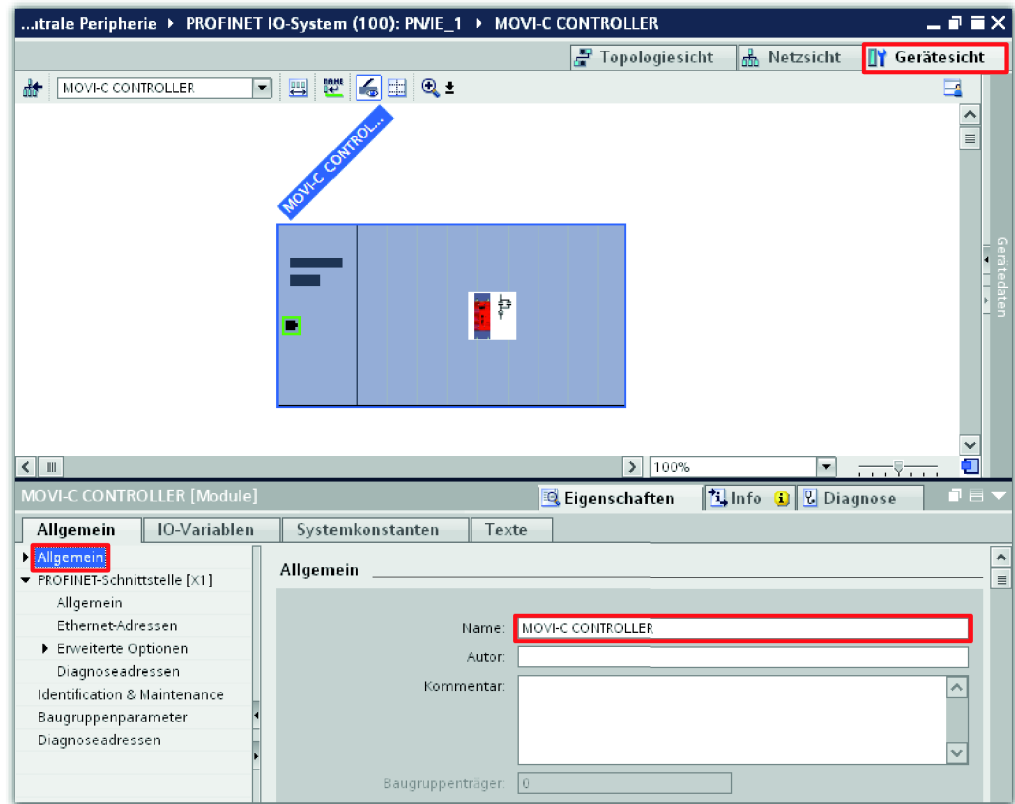 ...ıtrale Peripherie ▸ PROFINET IO-System (100): PN/IE_1 ▸ MOVI-C CONTROLLER
Topologiesicht Netzsicht Gerätesicht
MOVI-C CONTROLLER
MOVI-C CONTROL...
Gerätedaten
100%
MOVI-C CONTROLLER [Module]
Eigenschaften Info Diagnose
Allgemein IO-Variablen Systemkonstanten Texte
Allgemein
PROFINET-Schnittstelle [X1]
Allgemein
Ethernet-Adressen
Erweiterte Optionen
Diagnoseadressen
Identification & Maintenance
Baugruppenparameter
Diagnoseadressen
Allgemein
Name: MOVI-C CONTROLLER
Autor:
Kommentar:
Baugruppenträger: 0